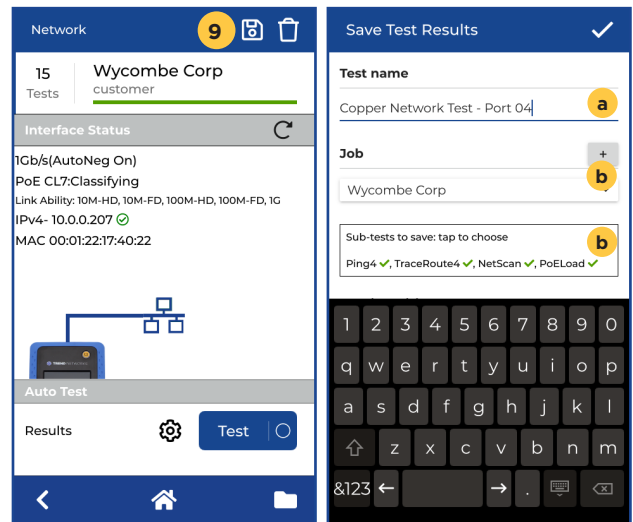 Network
9
15
Tests
Wycombe Corp
customer
Interface Status
1Gb/s(AutoNeg On)
PoE CL7:Classifying
Link Ability: 10M-HD, 10M-FD, 100M-HD, 100M-FD, 1G
IPv4- 10.0.0.207
MAC 00:01:22:17:40:22
Auto Test
Results
Test
Save Test Results
Test name
Copper Network Test - Port 04
a
Job
+
b
Wycombe Corp
Sub-tests to save: tap to choose
b
Ping4, TraceRoute4, NetScan, PoELoad
1 2 3 4 5 6 7 8 9 0
q w e r t y u i o p
a s d f g h j k l
z x c v b n m
&123 .